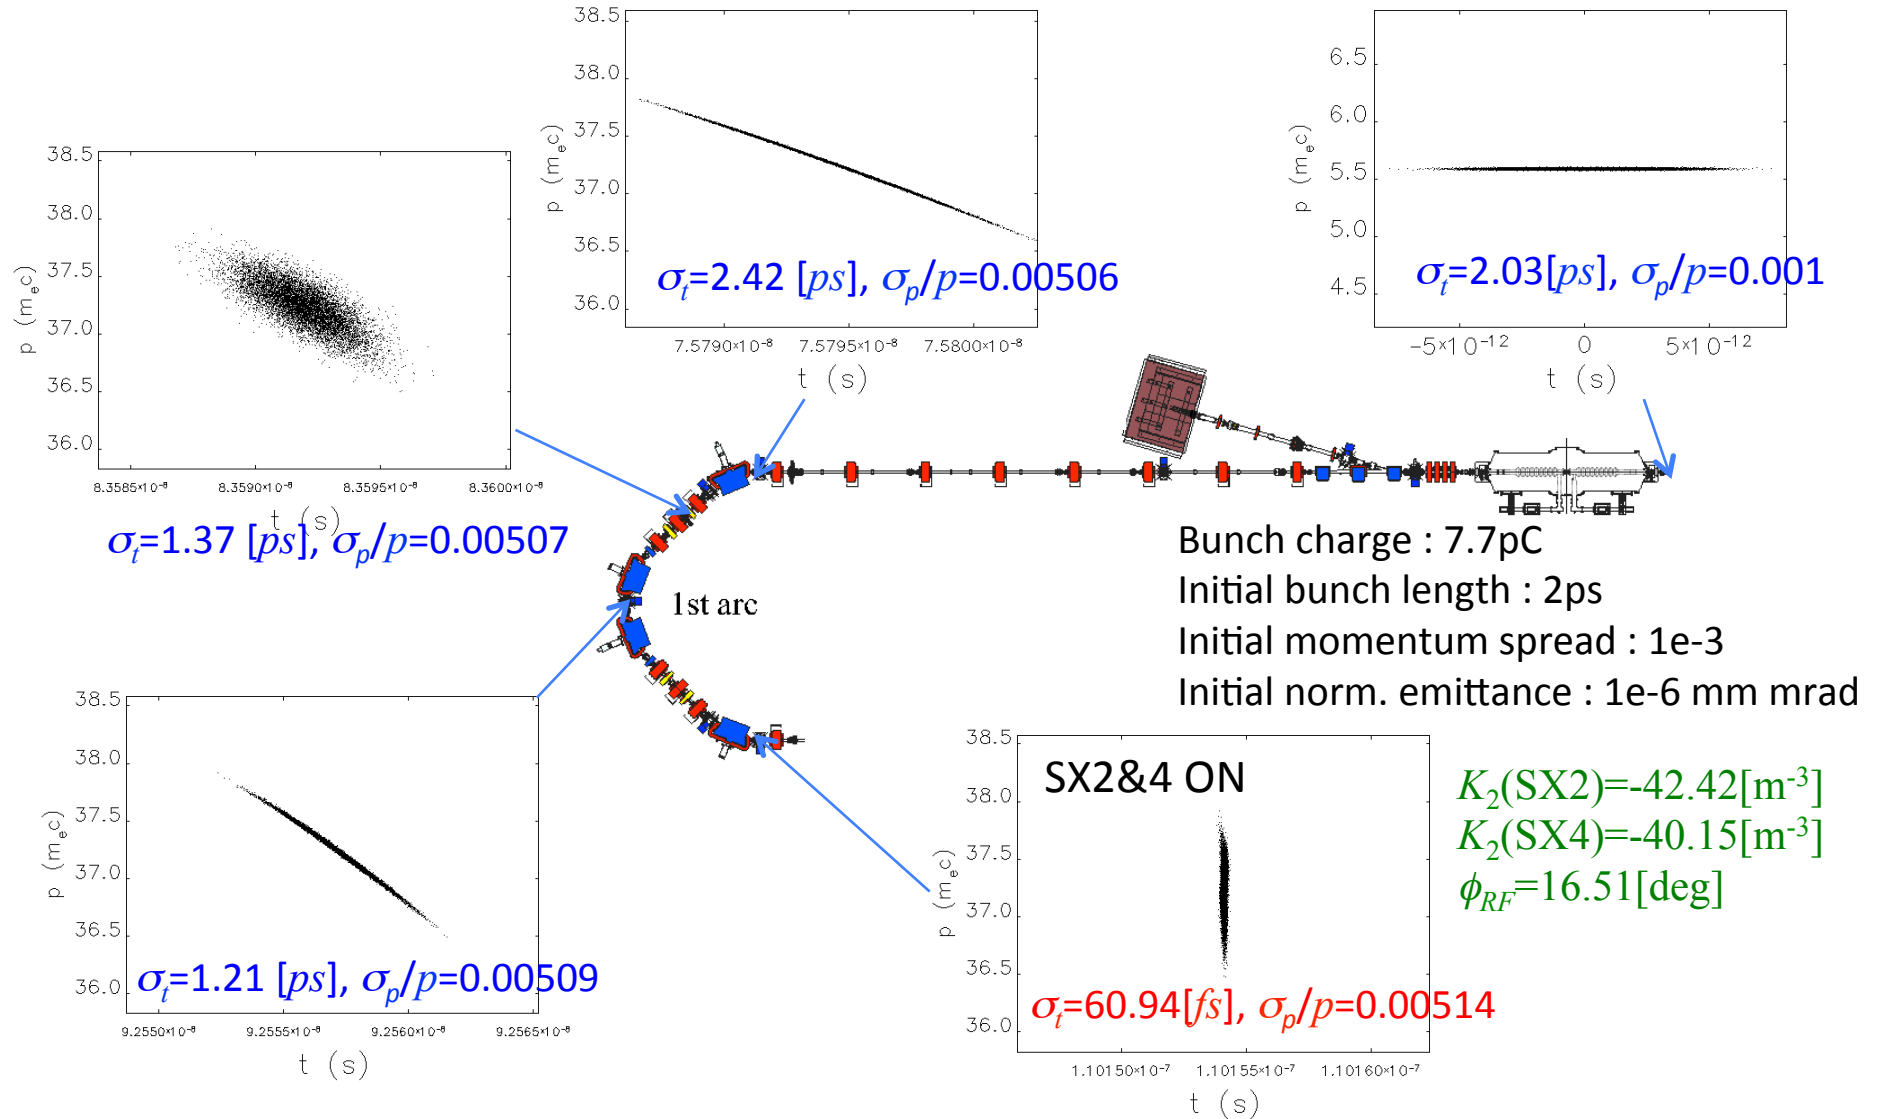 38.5
38.0
37.5
37.0
36.5
36.0
p (mₑc)
8.3585×10⁻⁸ 8.3590×10⁻⁸ 8.3595×10⁻⁸ 8.3600×10⁻⁸
t (s)
σₜ=1.37 [ps], σₚ/p=0.00507
38.5
38.0
37.5
37.0
36.5
36.0
p (mₑc)
σₜ=2.42 [ps], σₚ/p=0.00506
7.5790×10⁻⁸ 7.5795×10⁻⁸ 7.5800×10⁻⁸
t (s)
6.5
6.0
5.5
5.0
4.5
p (mₑc)
σₜ=2.03[ps], σₚ/p=0.001
−5×10⁻¹² 0 5×10⁻¹²
t (s)
1st arc
Bunch charge : 7.7pC
Initial bunch length : 2ps
Initial momentum spread : 1e-3
Initial norm. emittance : 1e-6 mm mrad
38.5
38.0
37.5
37.0
36.5
36.0
p (mₑc)
σₜ=1.21 [ps], σₚ/p=0.00509
9.2550×10⁻⁸ 9.2555×10⁻⁸ 9.2560×10⁻⁸ 9.2565×10⁻⁸
t (s)
SX2&4 ON
38.5
38.0
37.5
37.0
36.5
36.0
p (mₑc)
σₜ=60.94[fs], σₚ/p=0.00514
1.10150×10⁻⁷ 1.10155×10⁻⁷ 1.10160×10⁻⁷
t (s)
K₂(SX2)=-42.42[m⁻³]
K₂(SX4)=-40.15[m⁻³]
ϕ_RF=16.51[deg]